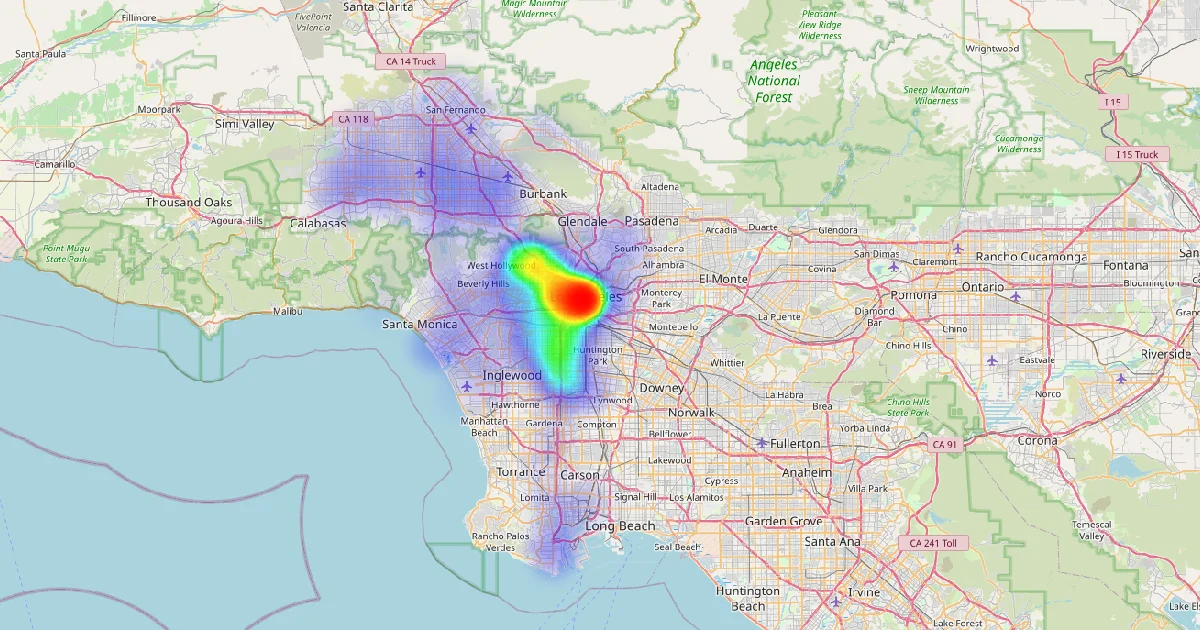 Fillmore
FivePoint
Valencia
Santa Clarita
Magic Mountain
Wilderness
Pleasant
View Ridge
Wilderness
Santa Paula
CA 14 Truck
Angeles
National
Forest
Wrightwood
Sheep Mountain
Wilderness
I 15
Moorpark
Simi Valley
CA 118
San Fernando
Cucamonga
Wilderness
I 15 Truck
Camarillo
Thousand Oaks
Burbank
Altadena
Agoura Hills
Calabasas
Glendale
Pasadena
Arcadia
Duarte
Glendora
Point Mugu
State Park
South Pasadena
San Dimas
Claremont
Rancho Cucamonga
San
West Hollywood
Alhambra
El Monte
Covina
Fontana
Beverly Hills
Bloomington
Malibu
les
Monterey
Park
Pomona
Ontario
Santa Monica
Montebello
La Puente
Diamond
Bar
Chino
Gran
Huntington
Park
Whittier
Chino Hills
Eastvale
Riverside
Inglewood
Downey
La Habra
Norco
Hawthorne
Lynwood
Norwalk
Brea
Chino Hills
State Park
Manhattan
Beach
Gardena
Compton
Bellflower
Yorba Linda
Fullerton
CA 91
Corona
Torrance
Carson
Lakewood
Cypress
Anaheim
Villa Park
Lomita
Signal Hill
Los Alamitos
Long Beach
Garden Grove
Temescal
Valley
Rancho Palos
Verdes
Seal Beach
Santa Ana
CA 241 Toll
Huntington
Beach
Irvine
Lake Forest
Lake El